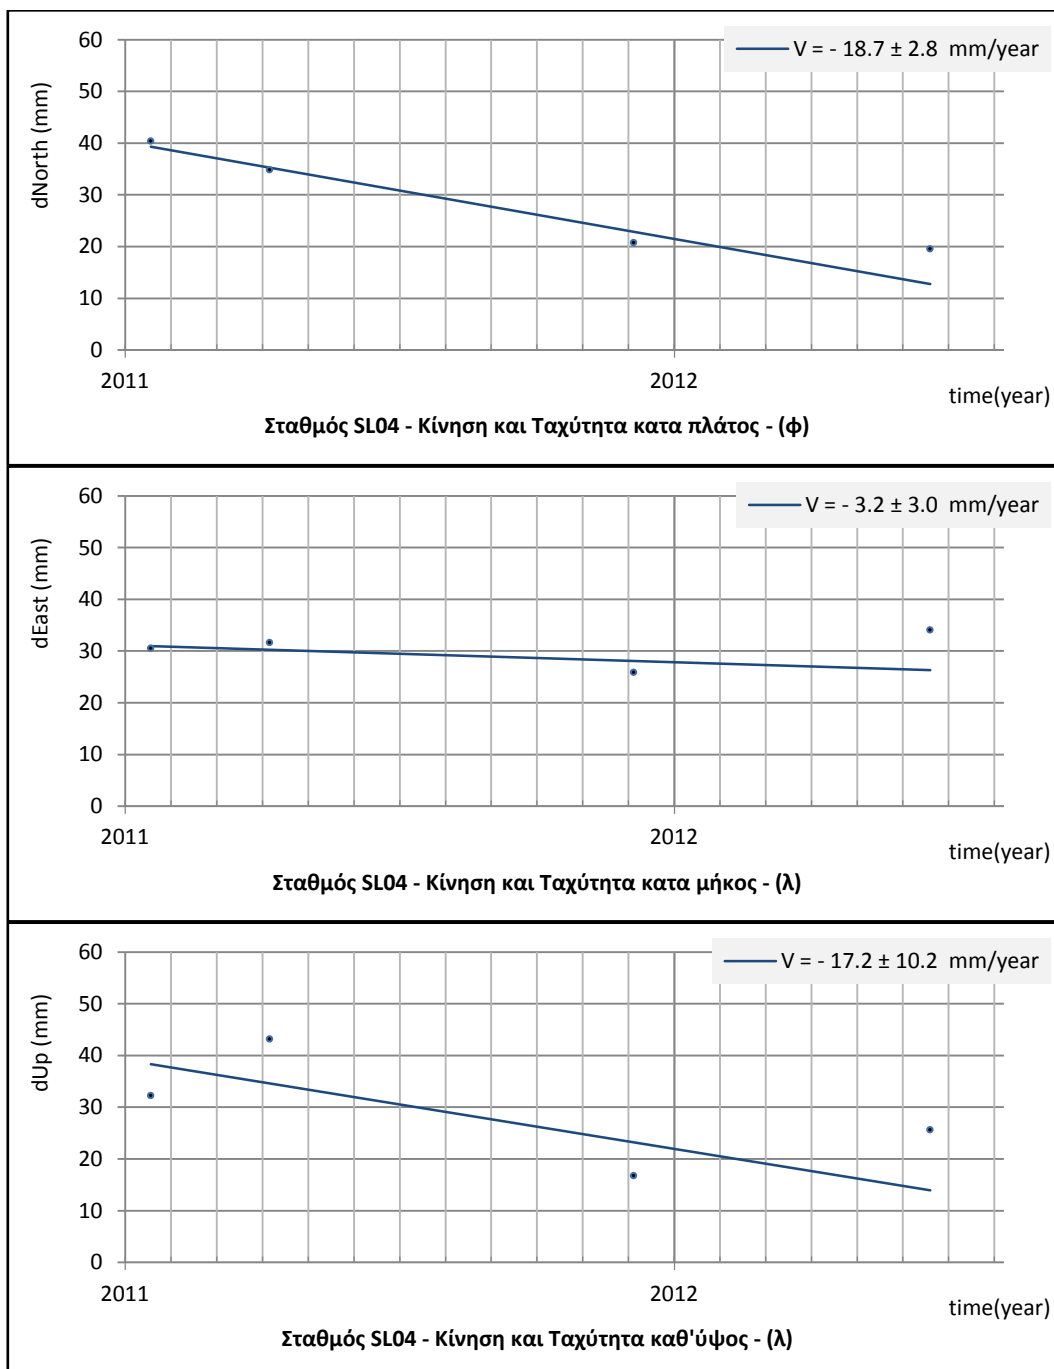 60
V = - 18.7 ± 2.8 mm/year
50
40
30
20
10
0
dNorth (mm)
2011
2012
time(year)
Σταθμός SL04 - Κίνηση και Ταχύτητα κατα πλάτος - (φ)
60
V = - 3.2 ± 3.0 mm/year
50
40
30
20
10
0
dEast (mm)
2011
2012
time(year)
Σταθμός SL04 - Κίνηση και Ταχύτητα κατα μήκος - (λ)
60
V = - 17.2 ± 10.2 mm/year
50
40
30
20
10
0
dUp (mm)
2011
2012
time(year)
Σταθμός SL04 - Κίνηση και Ταχύτητα καθ'ύψος - (λ)